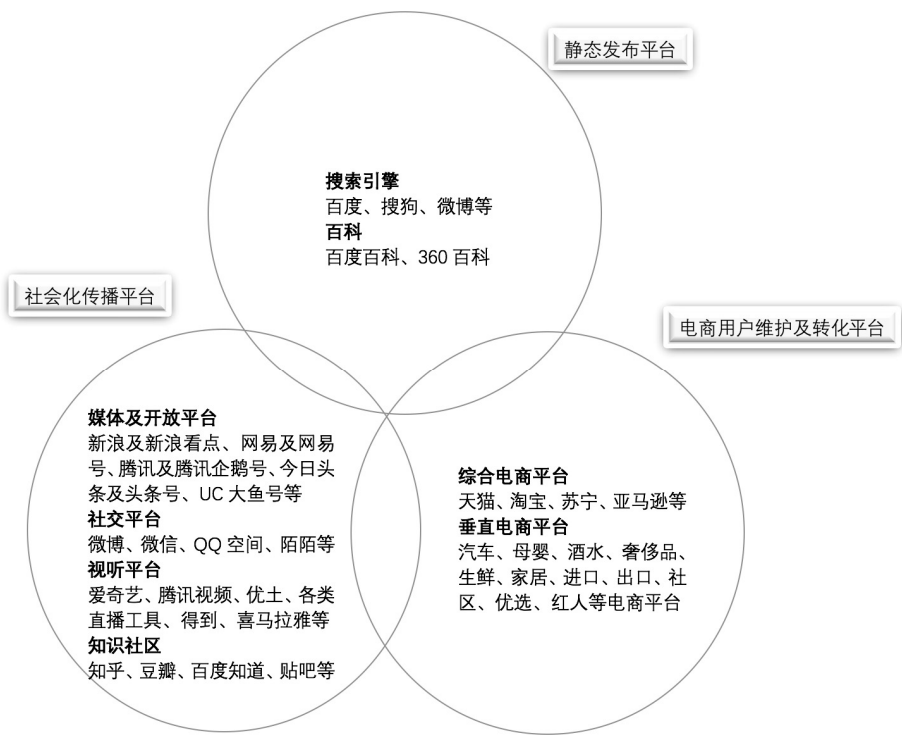 静态发布平台
搜索引擎
百度、搜狗、微博等
百科
百度百科、360 百科
社会化传播平台
电商用户维护及转化平台
媒体及开放平台
新浪及新浪看点、网易及网易
号、腾讯及腾讯企鹅号、今日头
条及头条号、UC 大鱼号等
社交平台
微博、微信、QQ 空间、陌陌等
视听平台
爱奇艺、腾讯视频、优土、各类
直播工具、得到、喜马拉雅等
知识社区
知乎、豆瓣、百度知道、贴吧等
综合电商平台
天猫、淘宝、苏宁、亚马逊等
垂直电商平台
汽车、母婴、酒水、奢侈品、
生鲜、家居、进口、出口、社
区、优选、红人等电商平台